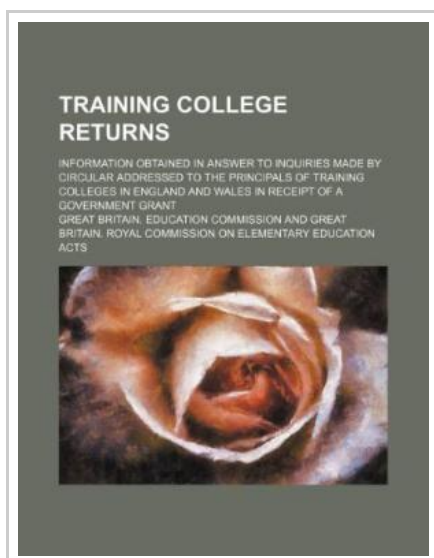 TRAINING COLLEGE
RETURNS
INFORMATION OBTAINED IN ANSWER TO INQUIRIES MADE BY
CIRCULAR ADDRESSED TO THE PRINCIPALS OF TRAINING
COLLEGES IN ENGLAND AND WALES IN RECEIPT OF A
GOVERNMENT GRANT
GREAT BRITAIN. EDUCATION COMMISSION AND GREAT
BRITAIN. ROYAL COMMISSION ON ELEMENTARY EDUCATION
ACTS